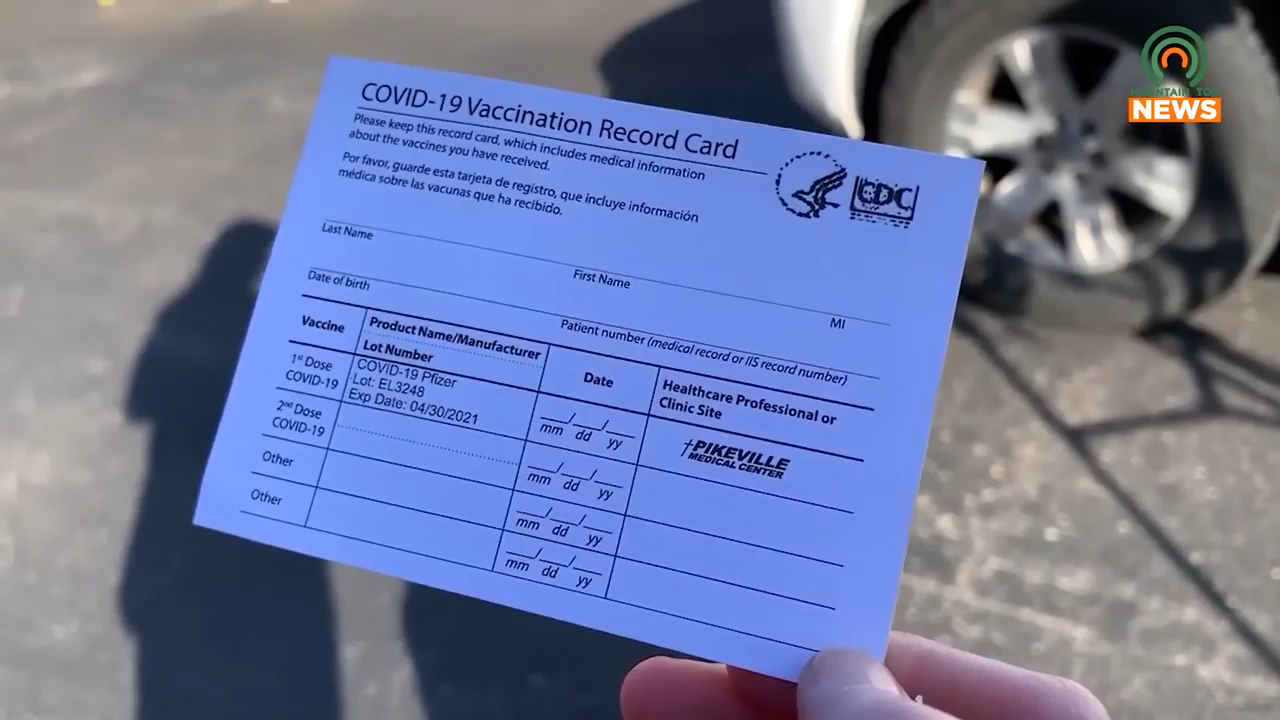 MOUNTAIN TOP
NEWS
COVID-19 Vaccination Record Card
Please keep this record card, which includes medical information
about the vaccines you have received.
Por favor, guarde esta tarjeta de registro, que incluye información
médica sobre las vacunas que ha recibido.
CDC
Last Name
First Name
MI
Date of birth
Patient number (medical record or IIS record number)
Vaccine
Product Name/Manufacturer
Lot Number
Date
Healthcare Professional or
Clinic Site
1st Dose
COVID-19
COVID-19 Pfizer
Lot: EL3248
Exp Date: 04/30/2021
mm dd yy
PIKEVILLE
MEDICAL CENTER
2nd Dose
COVID-19
mm dd yy
Other
mm dd yy
Other
mm dd yy